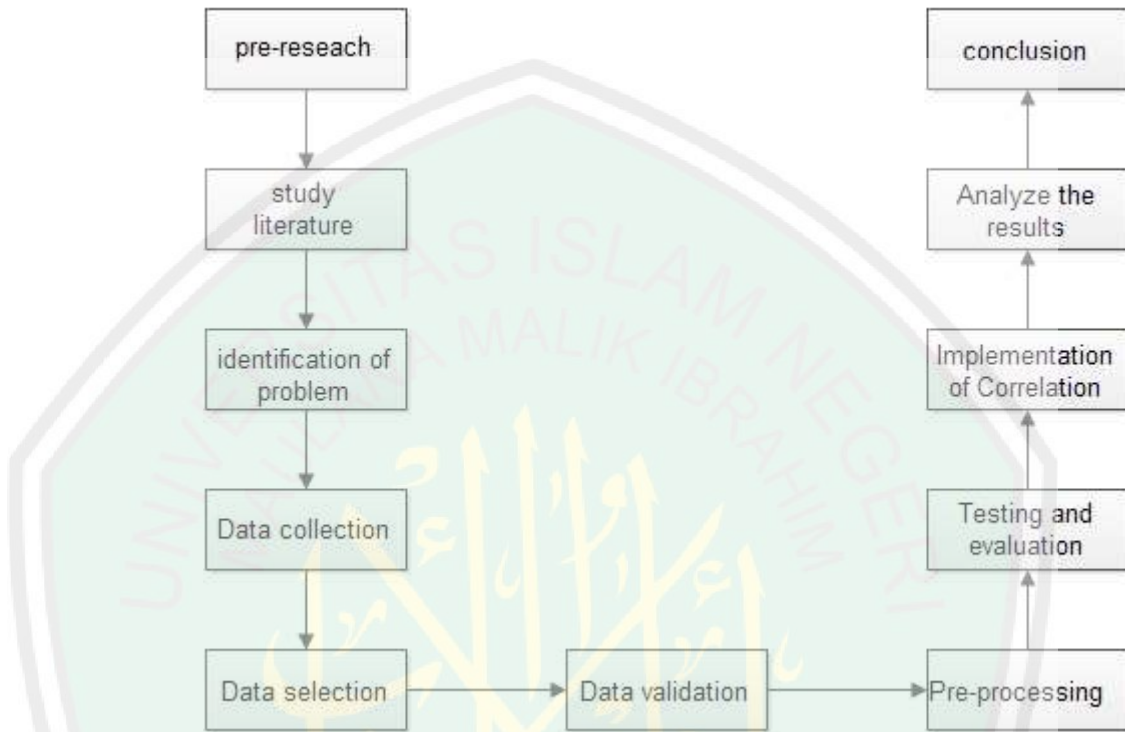 pre-reseach
study
literature
identification of
problem
Data collection
Data selection
Data validation
Pre-processing
Testing and
evaluation
Implementation
of Correlation
Analyze the
results
conclusion
UNIVERSITAS ISLAM NEGERI
MAULANA MALIK IBRAHIM